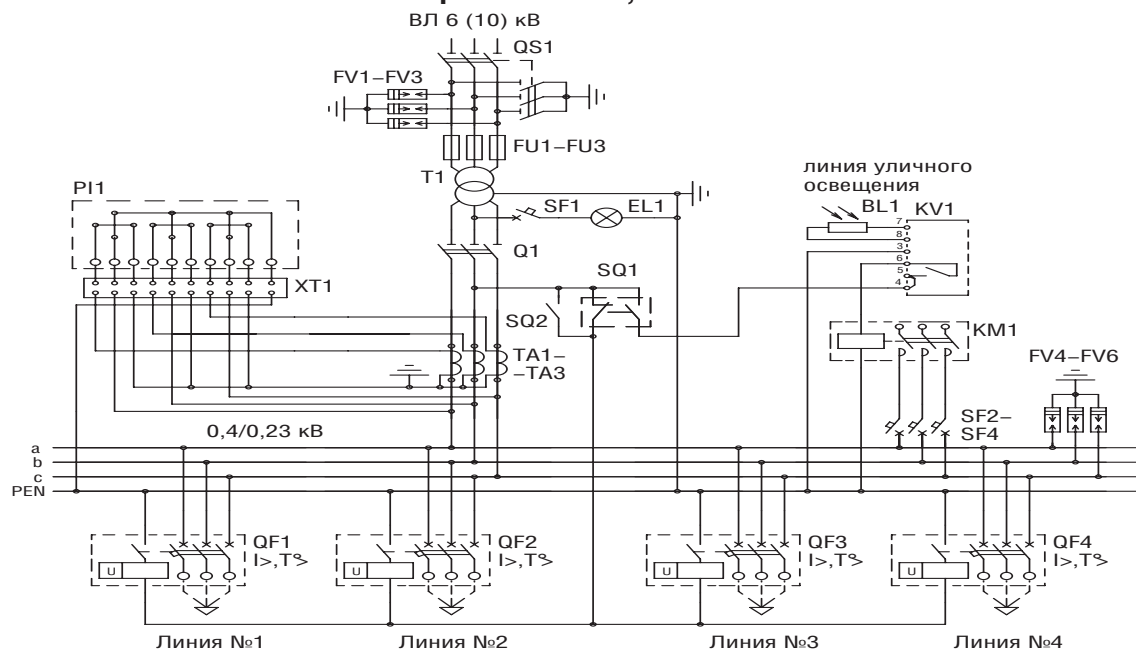 ВЛ 6 (10) кВ
QS1
FV1–FV3
FU1–FU3
T1
PI1
SF1
EL1
линия уличного
освещения
BL1
KV1
7
8
3
6
5
4
Q1
SQ1
XT1
SQ2
KM1
TA1–
–TA3
FV4–FV6
0,4/0,23 кВ
SF2–
SF4
a
b
c
PEN
QF1
I>,T>
U
QF2
I>,T>
U
QF3
I>,T>
U
QF4
I>,T>
U
Линия №1
Линия №2
Линия №3
Линия №4